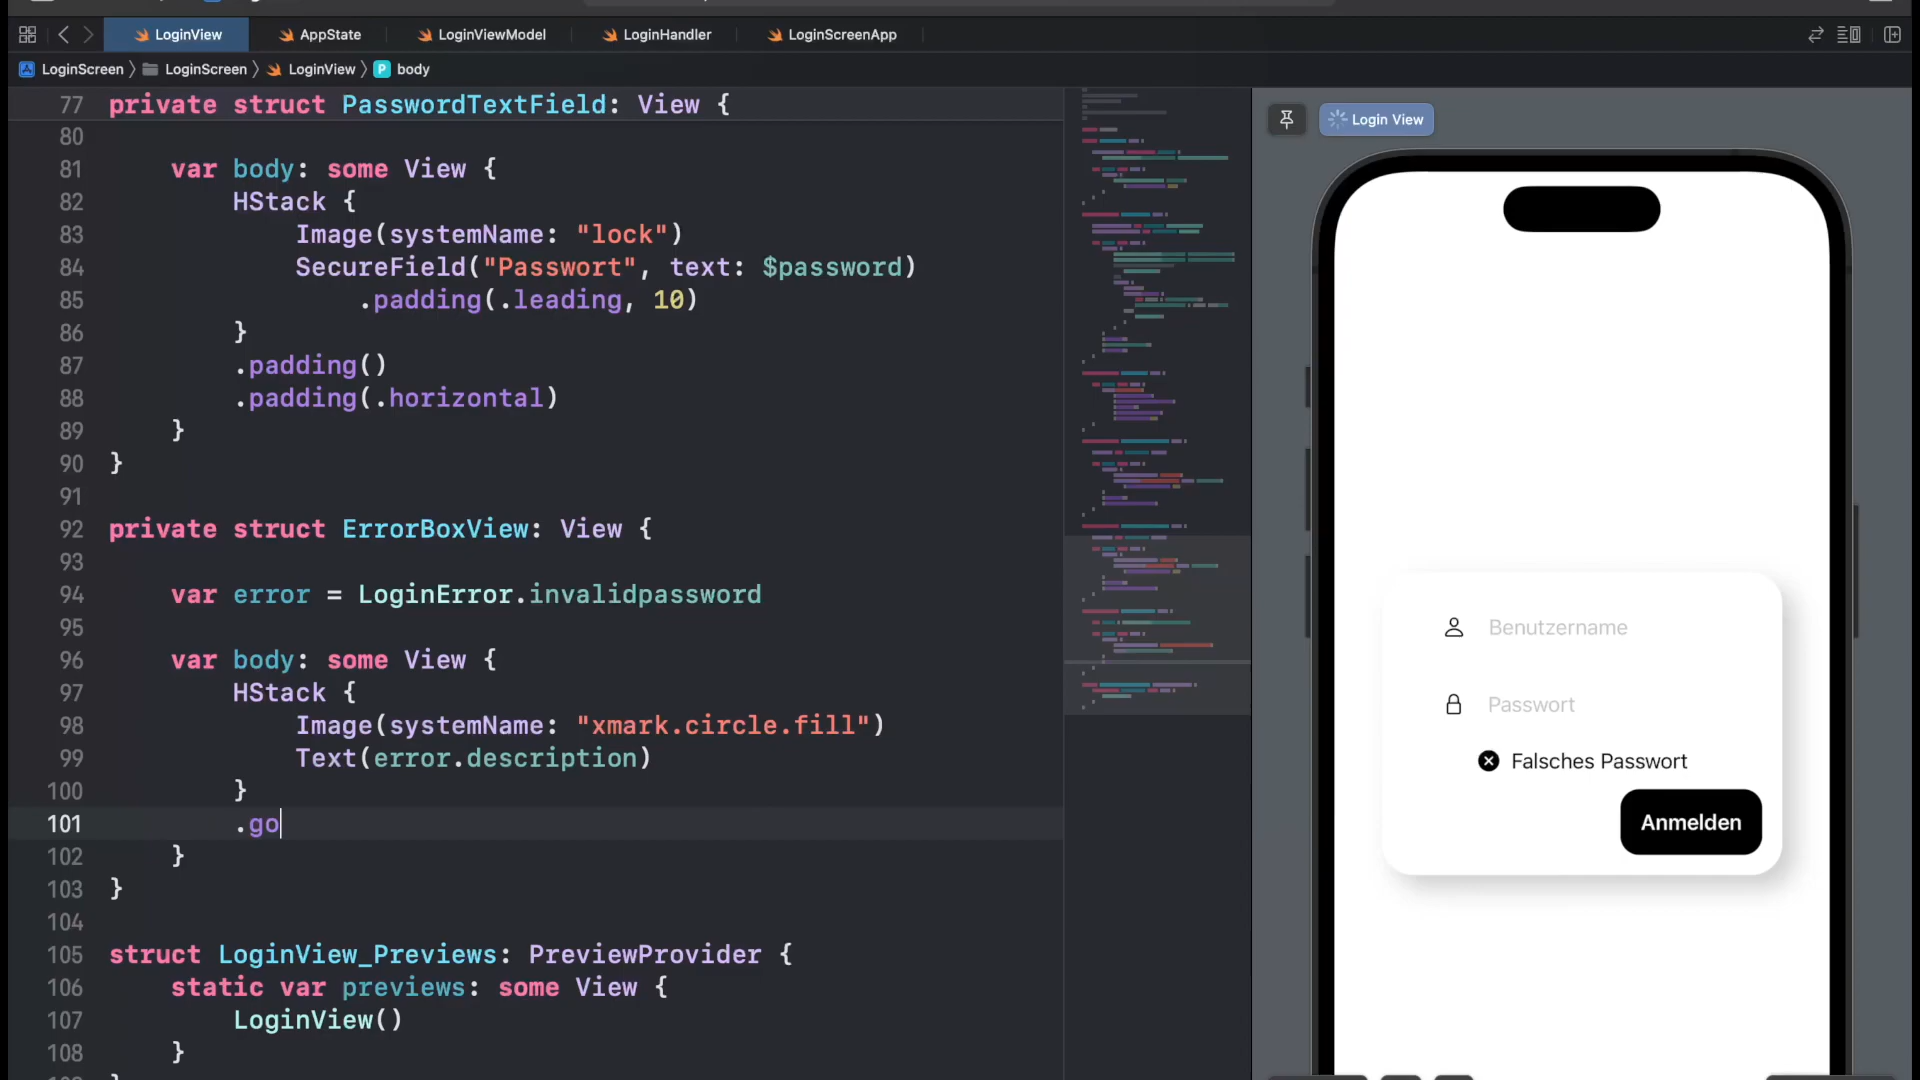 LoginView
AppState
LoginViewModel
LoginHandler
LoginScreenApp
LoginScreen
LoginScreen
LoginView
P body
77 private struct PasswordTextField: View {
80
81 var body: some View {
82 HStack {
83 Image(systemName: "lock")
84 SecureField("Passwort", text: $password)
85 .padding(.leading, 10)
86 }
87 .padding()
88 .padding(.horizontal)
89 }
90 }
91
92 private struct ErrorBoxView: View {
93
94 var error = LoginError.invalidpassword
95
96 var body: some View {
97 HStack {
98 Image(systemName: "xmark.circle.fill")
99 Text(error.description)
100 }
101 .go
102 }
103 }
104
105 struct LoginView_Previews: PreviewProvider {
106 static var previews: some View {
107 LoginView()
108 }
Login View
Benutzername
Passwort
Falsches Passwort
Anmelden